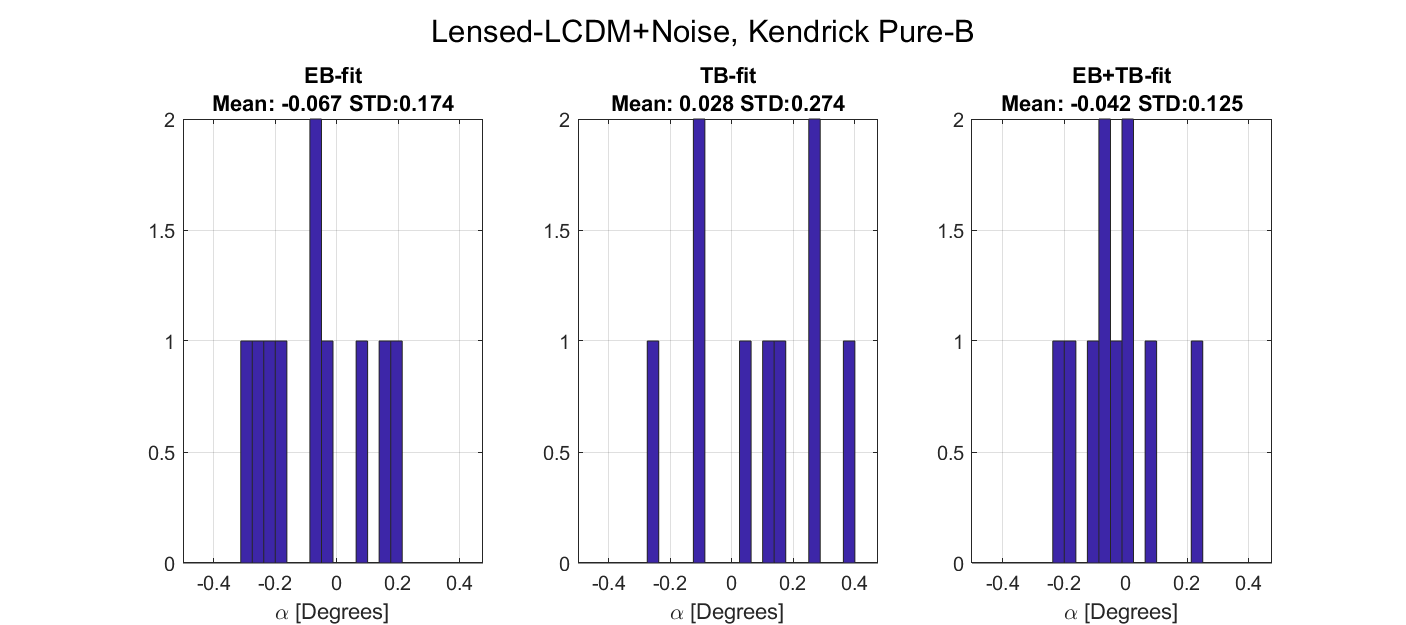 Lensed-LCDM+Noise, Kendrick Pure-B
EB-fit
Mean: -0.067 STD:0.174
2
1.5
1
0.5
0
-0.4 -0.2 0 0.2 0.4
α [Degrees]
TB-fit
Mean: 0.028 STD:0.274
2
1.5
1
0.5
0
-0.4 -0.2 0 0.2 0.4
α [Degrees]
EB+TB-fit
Mean: -0.042 STD:0.125
2
1.5
1
0.5
0
-0.4 -0.2 0 0.2 0.4
α [Degrees]